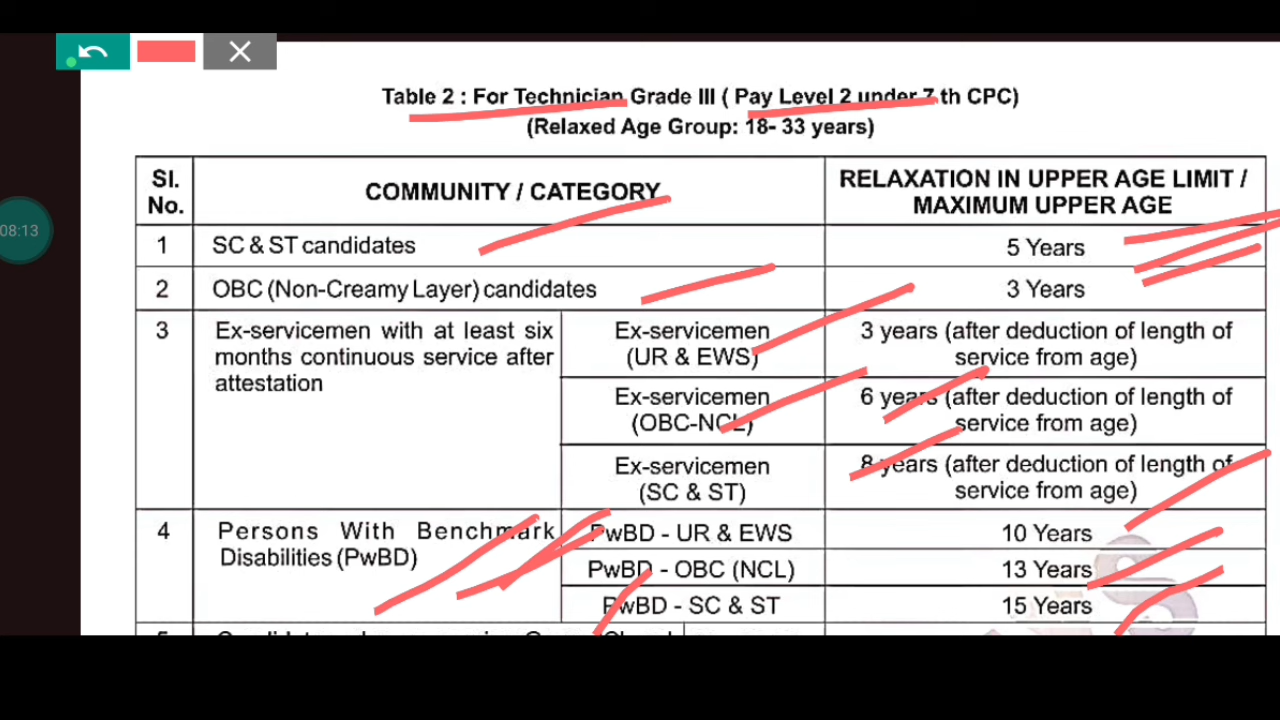 Table 2 : For Technician Grade III ( Pay Level 2 under 7 th CPC)
(Relaxed Age Group: 18- 33 years)
Sl. No.
COMMUNITY / CATEGORY
RELAXATION IN UPPER AGE LIMIT /
MAXIMUM UPPER AGE
1
SC & ST candidates
5 Years
2
OBC (Non-Creamy Layer) candidates
3 Years
3
Ex-servicemen with at least six
months continuous service after
attestation
Ex-servicemen
(UR & EWS)
3 years (after deduction of length of
service from age)
Ex-servicemen
(OBC-NCL)
6 years (after deduction of length of
service from age)
Ex-servicemen
(SC & ST)
8 years (after deduction of length of
service from age)
4
Persons With Benchmark
Disabilities (PwBD)
PwBD - UR & EWS
10 Years
PwBD - OBC (NCL)
13 Years
PwBD - SC & ST
15 Years
08:13